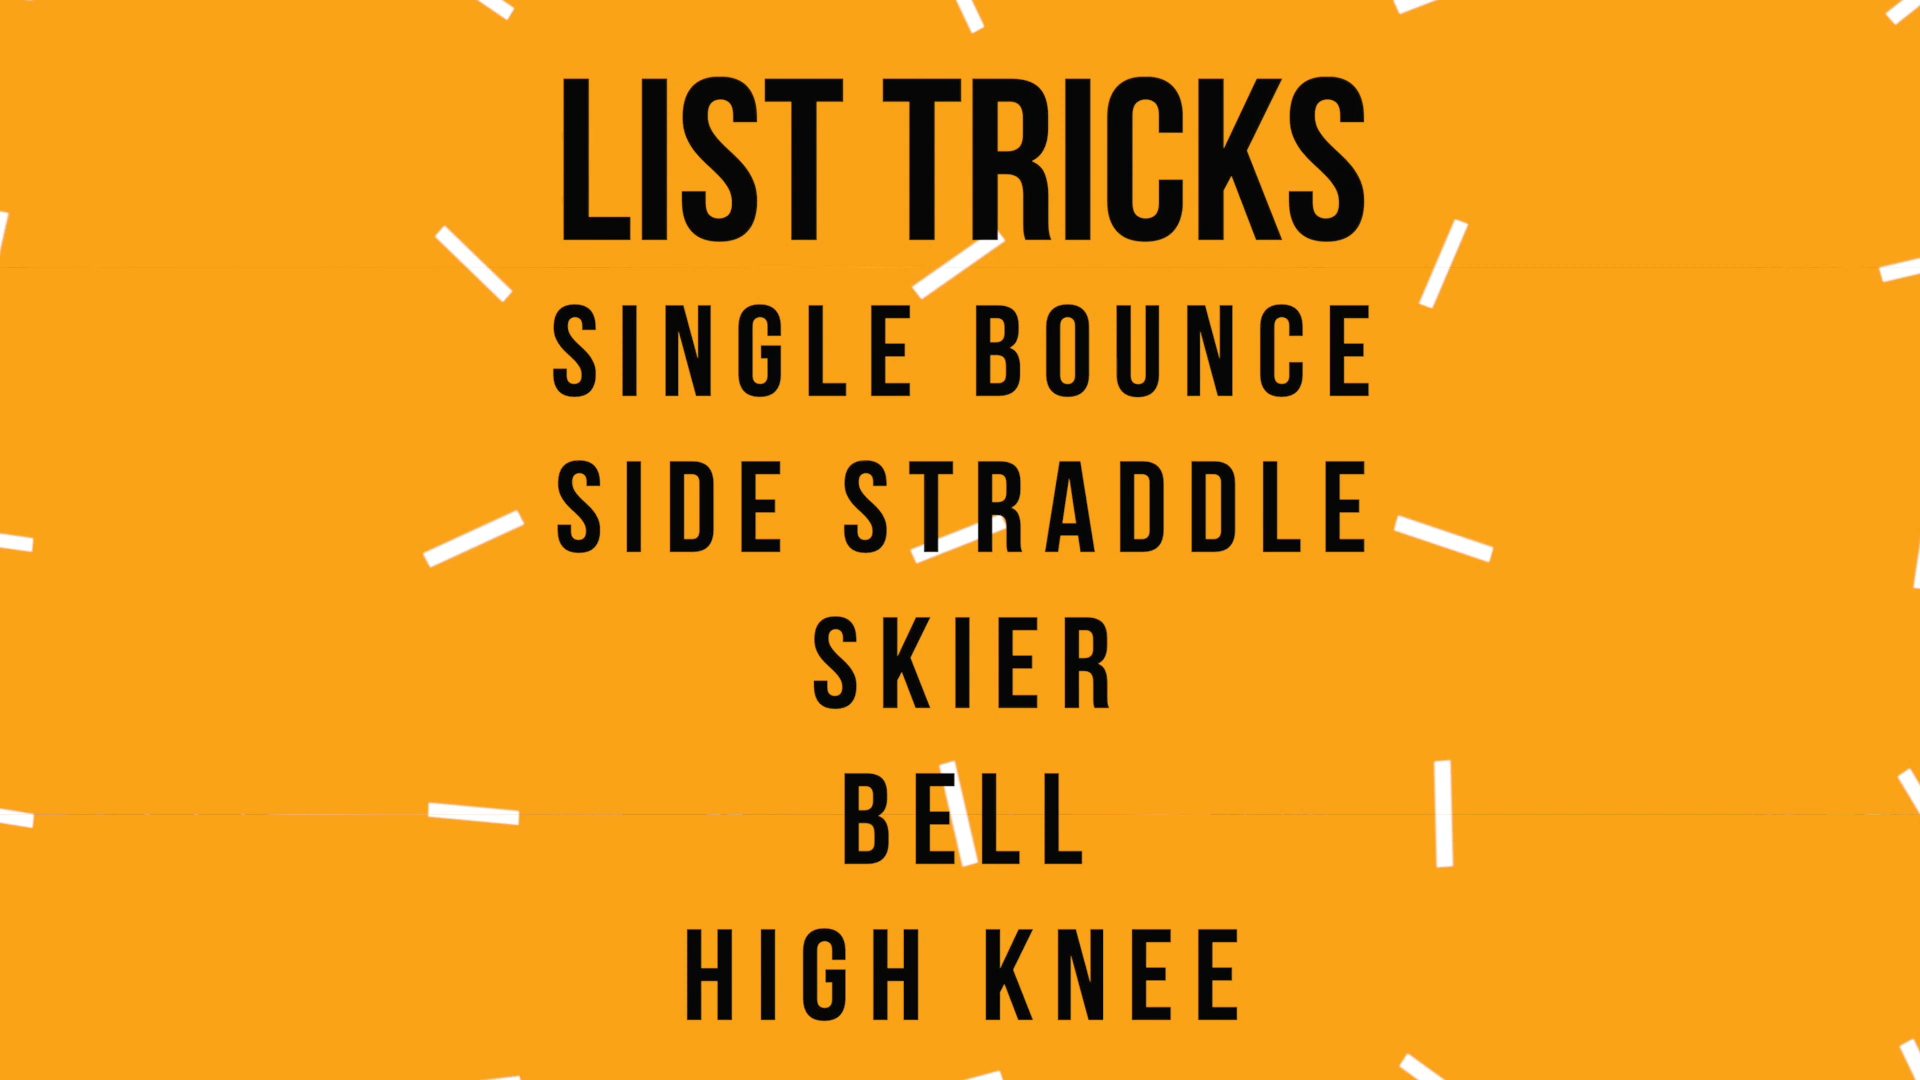 LIST TRICKS
SINGLE BOUNCE
SIDE STRADDLE
SKIER
BELL
HIGH KNEE